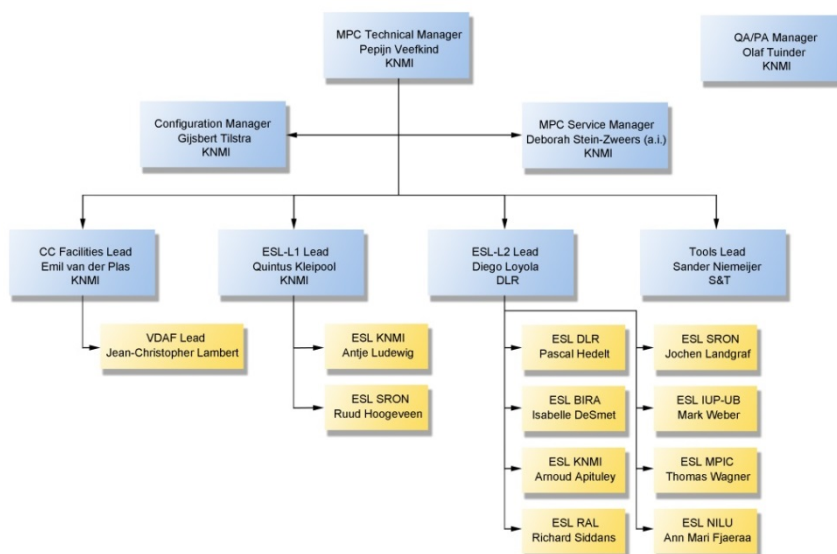 MPC Technical Manager
Pepijn Veefkind
KNMI
QA/PA Manager
Olaf Tuinder
KNMI
Configuration Manager
Gijsbert Tilstra
KNMI
MPC Service Manager
Deborah Stein-Zweers (a.i.)
KNMI
CC Facilities Lead
Emil van der Plas
KNMI
ESL-L1 Lead
Quintus Kleipool
KNMI
ESL-L2 Lead
Diego Loyola
DLR
Tools Lead
Sander Niemeijer
S&T
VDAF Lead
Jean-Christopher Lambert
ESL KNMI
Antje Ludewig
ESL SRON
Ruud Hoogeveen
ESL DLR
Pascal Hedelt
ESL SRON
Jochen Landgraf
ESL BIRA
Isabelle DeSmet
ESL IUP-UB
Mark Weber
ESL KNMI
Arnoud Apituley
ESL MPIC
Thomas Wagner
ESL RAL
Richard Siddans
ESL NILU
Ann Mari Fjaeraa